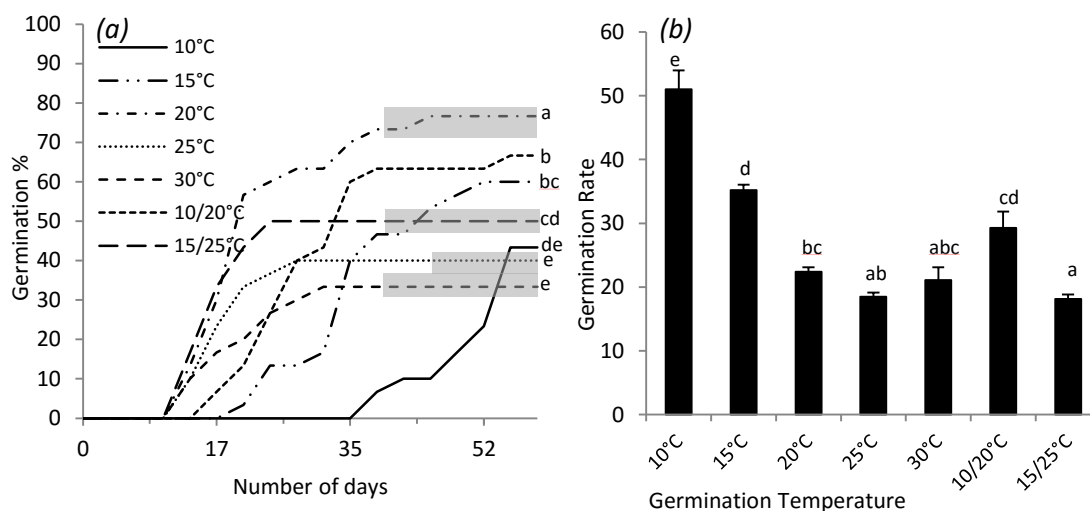 (a)
100
90
80
70
60
50
40
30
20
10
0
Germination %
10°C
15°C
20°C
25°C
30°C
10/20°C
15/25°C
a
b
bc
cd
de
e
e
0
17
35
52
Number of days
(b)
60
50
40
30
20
10
0
Germination Rate
e
d
bc
ab
abc
cd
a
10°C
15°C
20°C
25°C
30°C
10/20°C
15/25°C
Germination Temperature